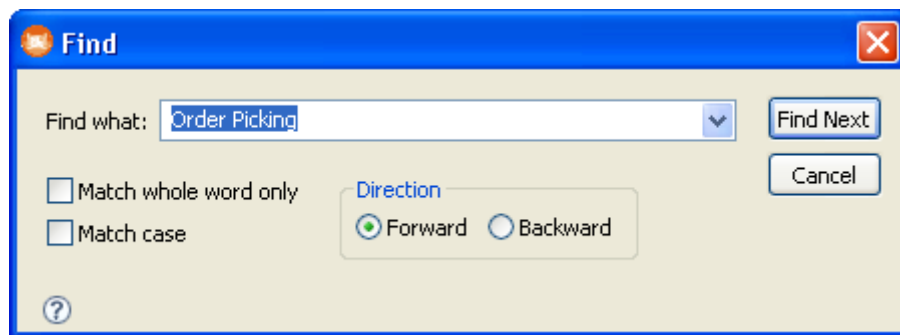 Find
Find what: Order Picking
Find Next
Cancel
Match whole word only
Match case
Direction
Forward
Backward
?